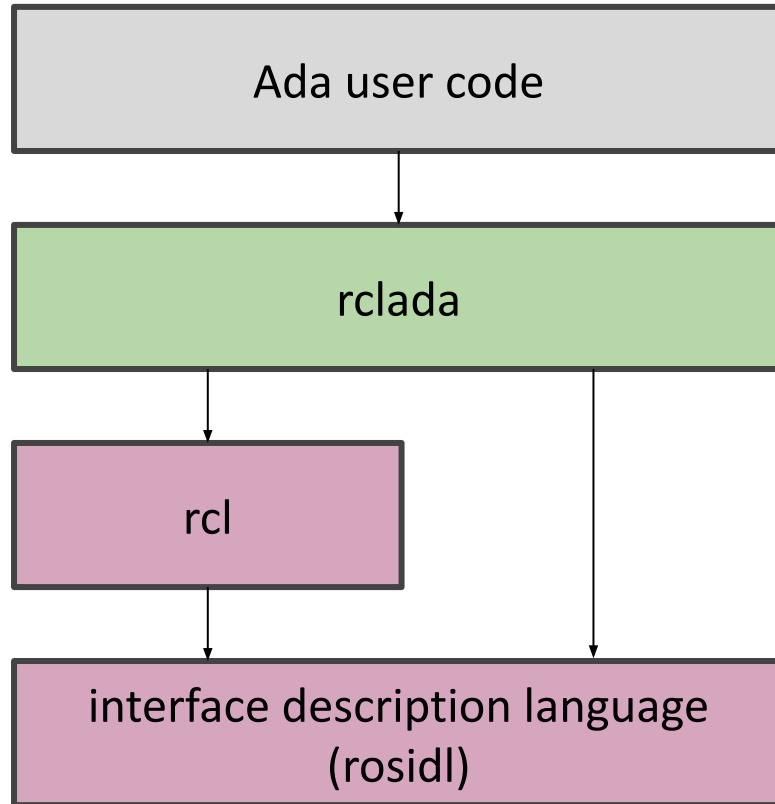 Ada user code
rclada
rcl
interface description language
(rosidl)